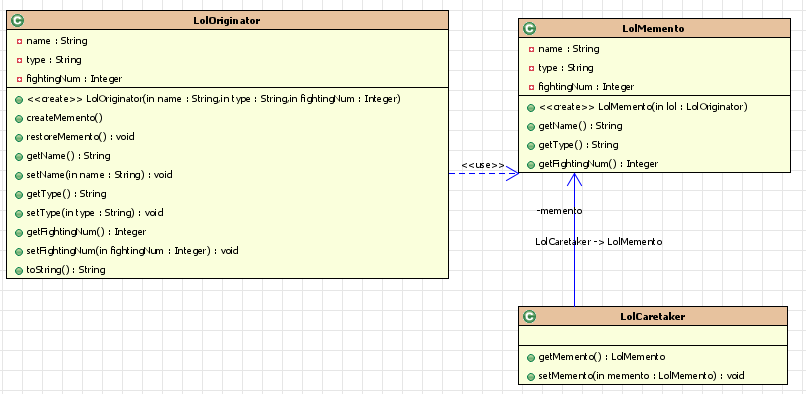 LolOriginator
name : String
type : String
fightingNum : Integer
<<create>> LolOriginator(in name : String,in type : String,in fightingNum : Integer)
createMemento()
restoreMemento() : void
getName() : String
setName(in name : String) : void
getType() : String
setType(in type : String) : void
getFightingNum() : Integer
setFightingNum(in fightingNum : Integer) : void
toString() : String
<<use>>
LolMemento
name : String
type : String
fightingNum : Integer
<<create>> LolMemento(in lol : LolOriginator)
getName() : String
getType() : String
getFightingNum() : Integer
-memento
LolCaretaker -> LolMemento
LolCaretaker
getMemento() : LolMemento
setMemento(in memento : LolMemento) : void